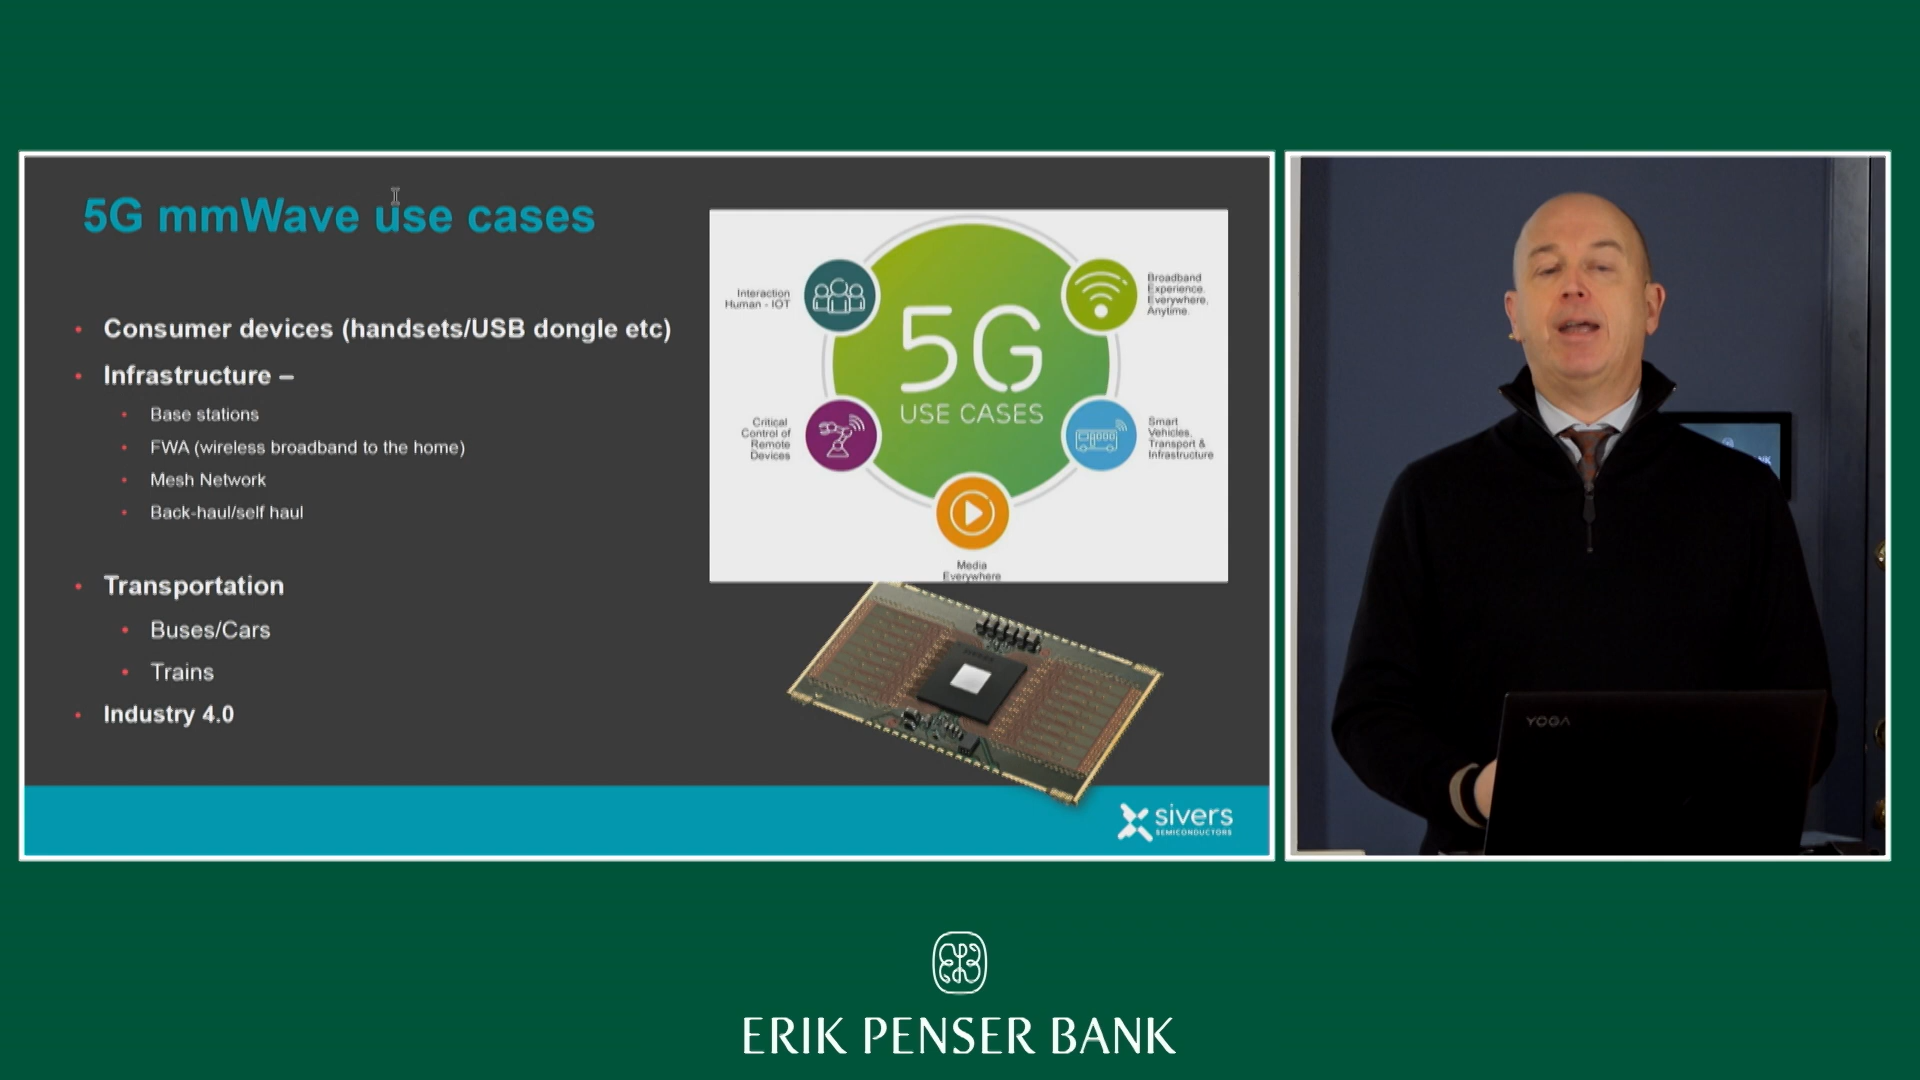 5G mmWave use cases
• Consumer devices (handsets/USB dongle etc)
• Infrastructure –
• Base stations
• FWA (wireless broadband to the home)
• Mesh Network
• Back-haul/self haul
• Transportation
• Buses/Cars
• Trains
• Industry 4.0
Interaction
Human - IOT
Broadband
Experience.
Everywhere,
Anytime.
5G
USE CASES
Critical
Control of
Remote
Devices
Smart
Vehicles,
Transport &
Infrastructure
Media
Everywhere
sivers
SEMICONDUCTORS
YOGA
ERIK PENSER BANK